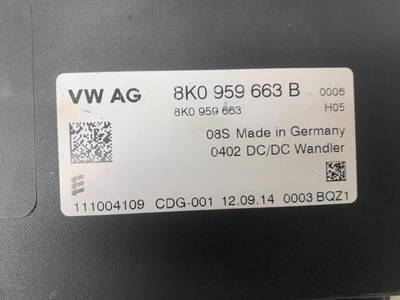 VW AG 8K0 959 663 B 0006
8K0 959 663 H05
08S Made in Germany
0402 DC/DC Wandler
111004109 CDG-001 12.09.14 0003 BQZ1